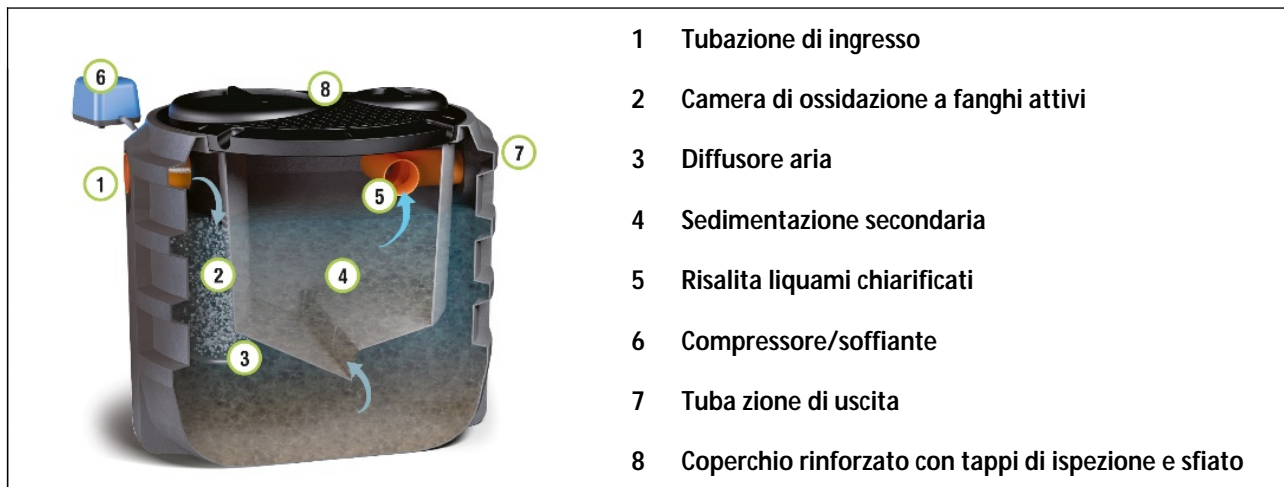 1 Tubazione di ingresso
2 Camera di ossidazione a fanghi attivi
3 Diffusore aria
4 Sedimentazione secondaria
5 Risalita liquami chiarificati
6 Compressore/soffiante
7 Tuba zione di uscita
8 Coperchio rinforzato con tappi di ispezione e sfiato
6
8
7
1
5
2
4
3